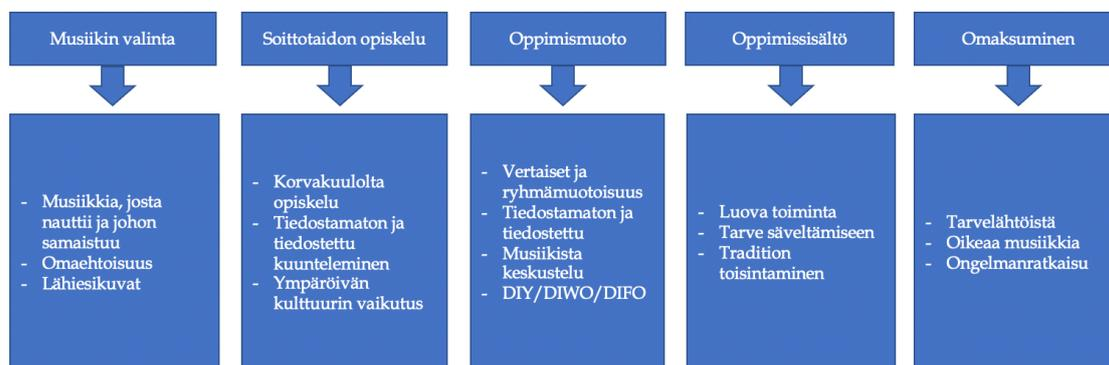 Musiikin valinta
Soittotaidon opiskelu
Oppimismuoto
Oppimissisältö
Omaksuminen
- Musiikkia, josta
nauttii ja johon
samaistuu
- Omaehtoisuus
- Lähiesikuvat
- Korvakuulolta
opiskelu
- Tiedostamaton ja
tiedostettu
kuunteleminen
- Ympäröivän
kulttuurin vaikutus
- Vertaiset ja
ryhmämuotoisuus
- Tiedostamaton ja
tiedostettu
- Musiikista
keskustelu
- DIY/DIWO/DIFO
- Luova toiminta
- Tarve säveltämiseen
- Tradition
toisintaminen
- Tarvelähtöistä
- Oikeaa musiikkia
- Ongelmanratkaisu